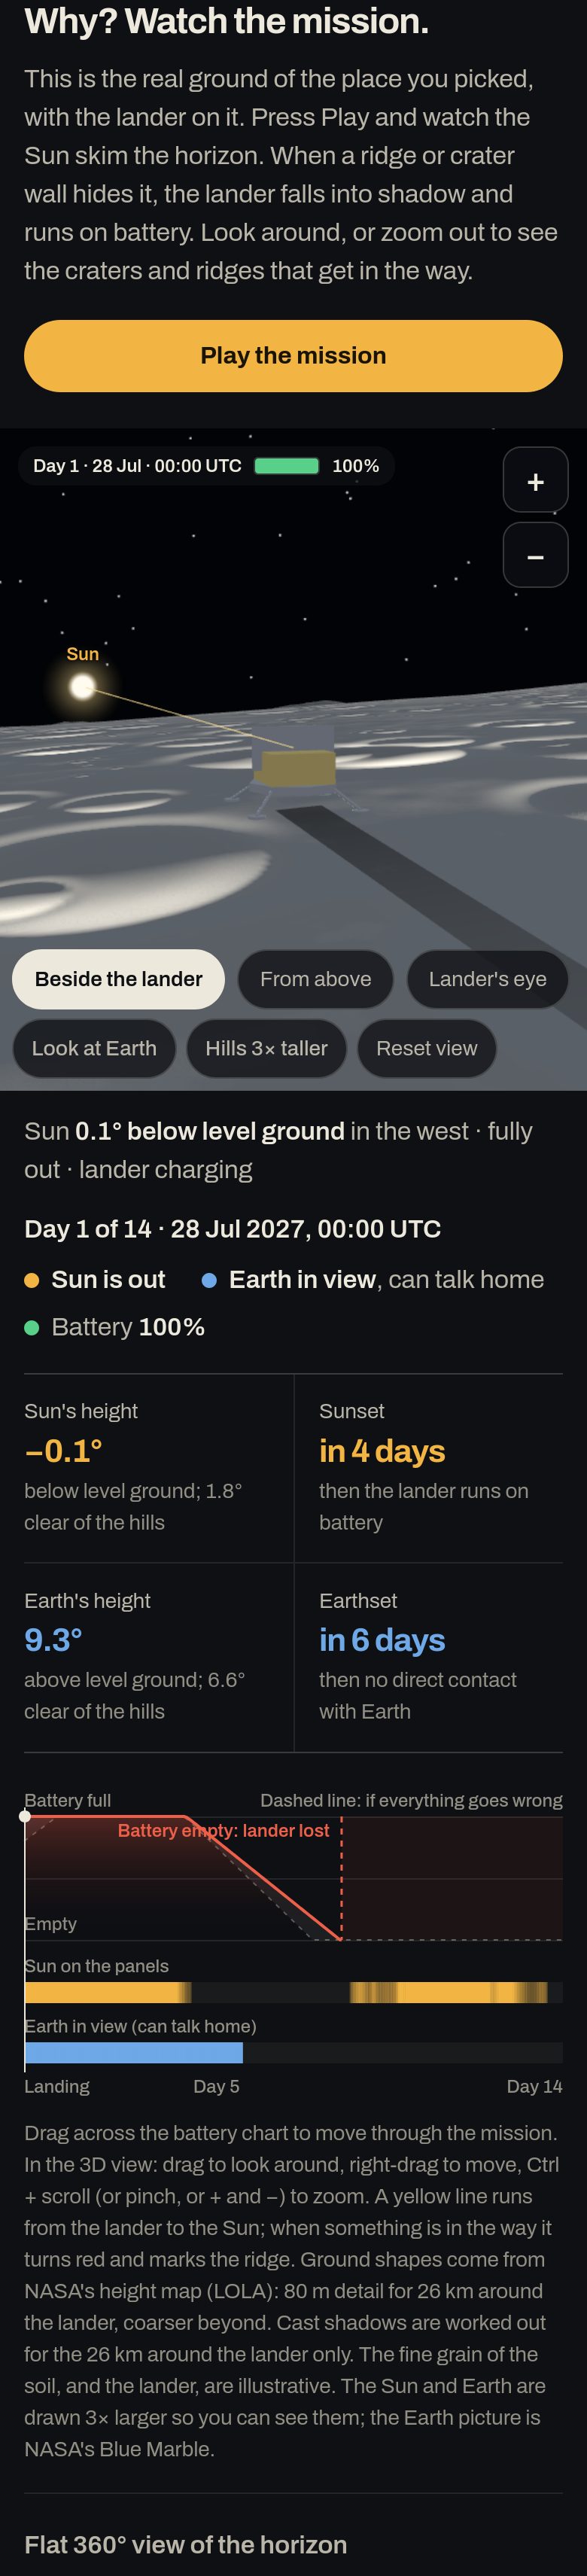 Why? Watch the mission.
This is the real ground of the place you picked,
with the lander on it. Press Play and watch the
Sun skim the horizon. When a ridge or crater
wall hides it, the lander falls into shadow and
runs on battery. Look around, or zoom out to see
the craters and ridges that get in the way.
Play the mission
Day 1 · 28 Jul · 00:00 UTC 100%
+
−
Sun
Beside the lander From above Lander's eye
Look at Earth Hills 3× taller Reset view
Sun 0.1° below level ground in the west · fully
out · lander charging
Day 1 of 14 · 28 Jul 2027, 00:00 UTC
Sun is out Earth in view, can talk home
Battery 100%
Sun's height
−0.1°
below level ground; 1.8°
clear of the hills
Sunset
in 4 days
then the lander runs on
battery
Earth's height
9.3°
above level ground; 6.6°
clear of the hills
Earthset
in 6 days
then no direct contact
with Earth
Battery full Dashed line: if everything goes wrong
Battery empty: lander lost
Empty
Sun on the panels
Earth in view (can talk home)
Landing Day 5 Day 14
Drag across the battery chart to move through the mission.
In the 3D view: drag to look around, right-drag to move, Ctrl
+ scroll (or pinch, or + and −) to zoom. A yellow line runs
from the lander to the Sun; when something is in the way it
turns red and marks the ridge. Ground shapes come from
NASA's height map (LOLA): 80 m detail for 26 km around
the lander, coarser beyond. Cast shadows are worked out
for the 26 km around the lander only. The fine grain of the
soil, and the lander, are illustrative. The Sun and Earth are
drawn 3× larger so you can see them; the Earth picture is
NASA's Blue Marble.
Flat 360° view of the horizon